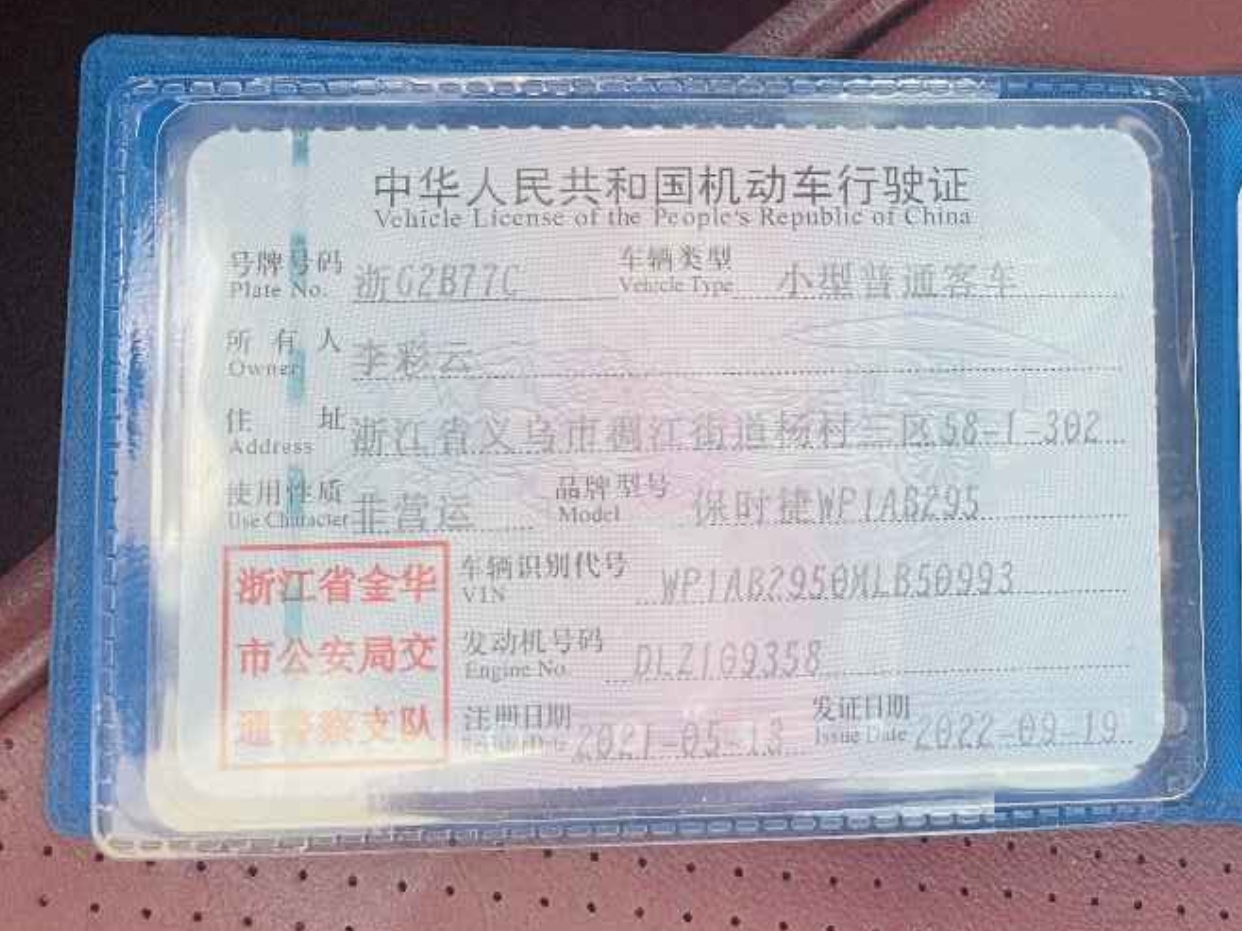 中华人民共和国机动车行驶证
Vehicle License of the People's Republic of China
号牌号码 浙G2B77C 车辆类型 小型普通客车
Plate No. Vehicle Type
所有人 李彩云
Owner
住址 浙江省义乌市稠江街道杨村三区58-1-302
Address
使用性质 非营运 品牌型号 保时捷WP1AB295
Use Character Model
浙江省金华
市公安局交
通警察支队
车辆识别代号 WP1AB2950MLB50993
VIN
发动机号码 DLZ1G9358
Engine No.
注册日期 2021-05-13 发证日期 2022-09-19
Register Date Issue Date